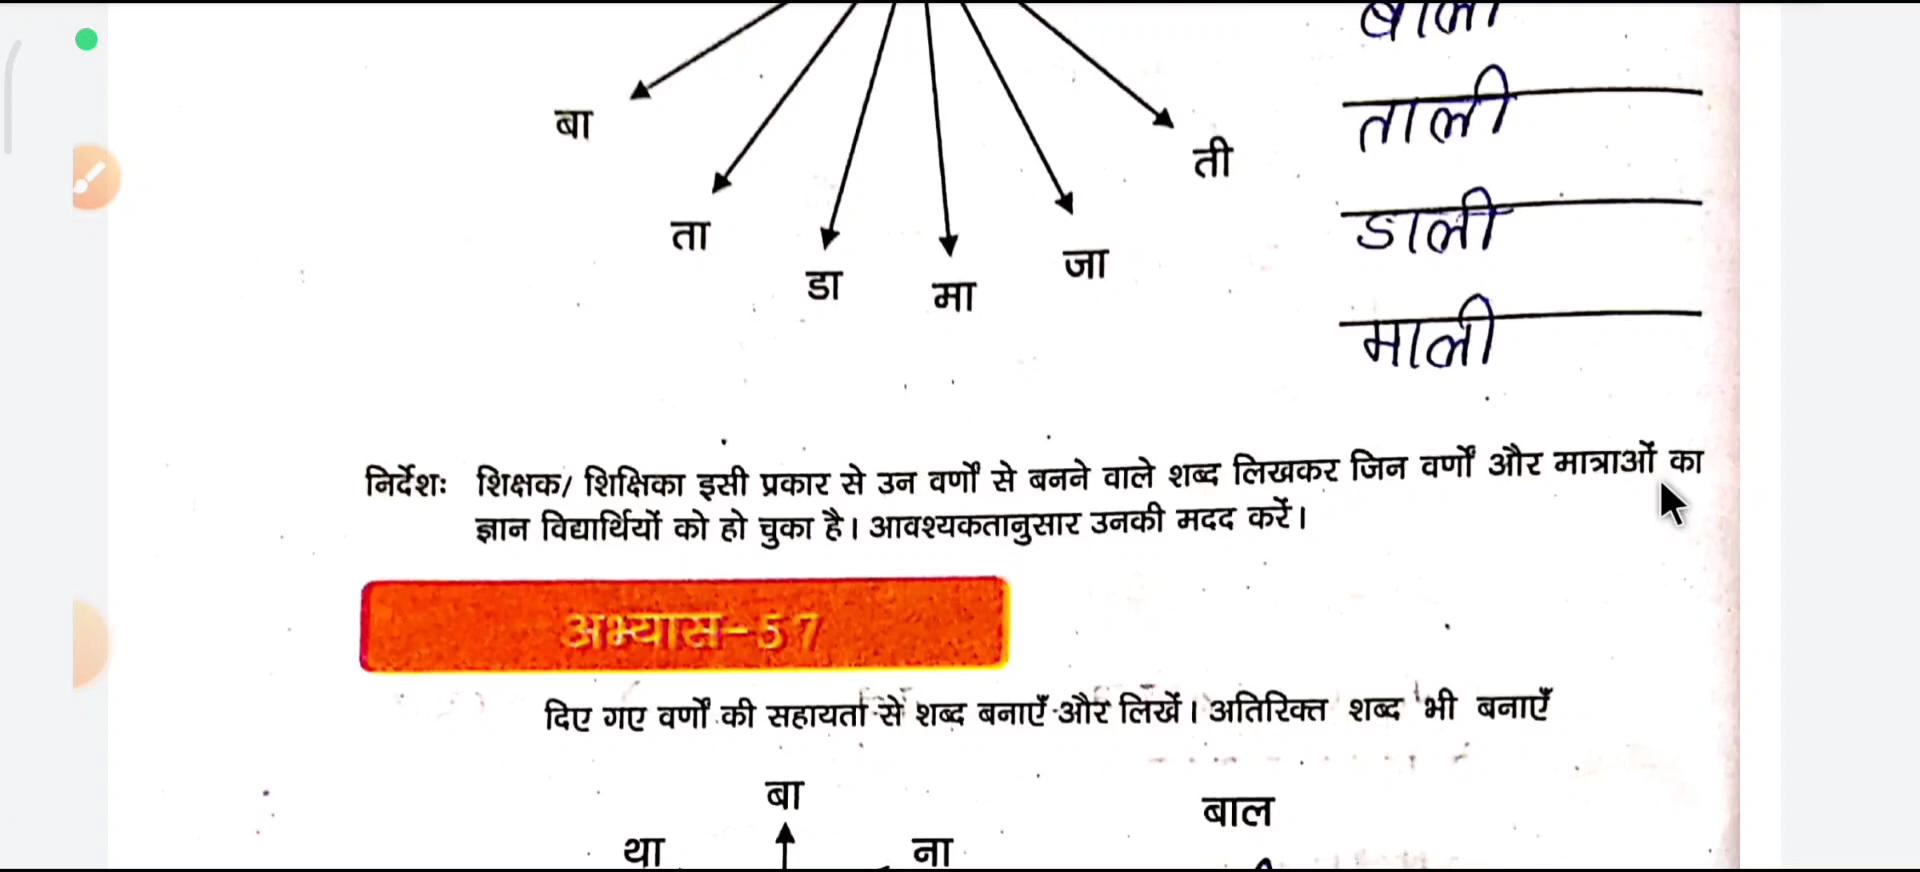 बाली
बा
ताली
ती
ता
डाली
जा
डा
मा
माली
निर्देशः शिक्षक/ शिक्षिका इसी प्रकार से उन वर्णों से बनने वाले शब्द लिखकर जिन वर्णों और मात्राओं का
ज्ञान विद्यार्थियों को हो चुका है। आवश्यकतानुसार उनकी मदद करें।
अभ्यास-57
दिए गए वर्णों की सहायता से शब्द बनाएँ और लिखें। अतिरिक्त शब्द भी बनाएँ
बा
बाल
था
ना